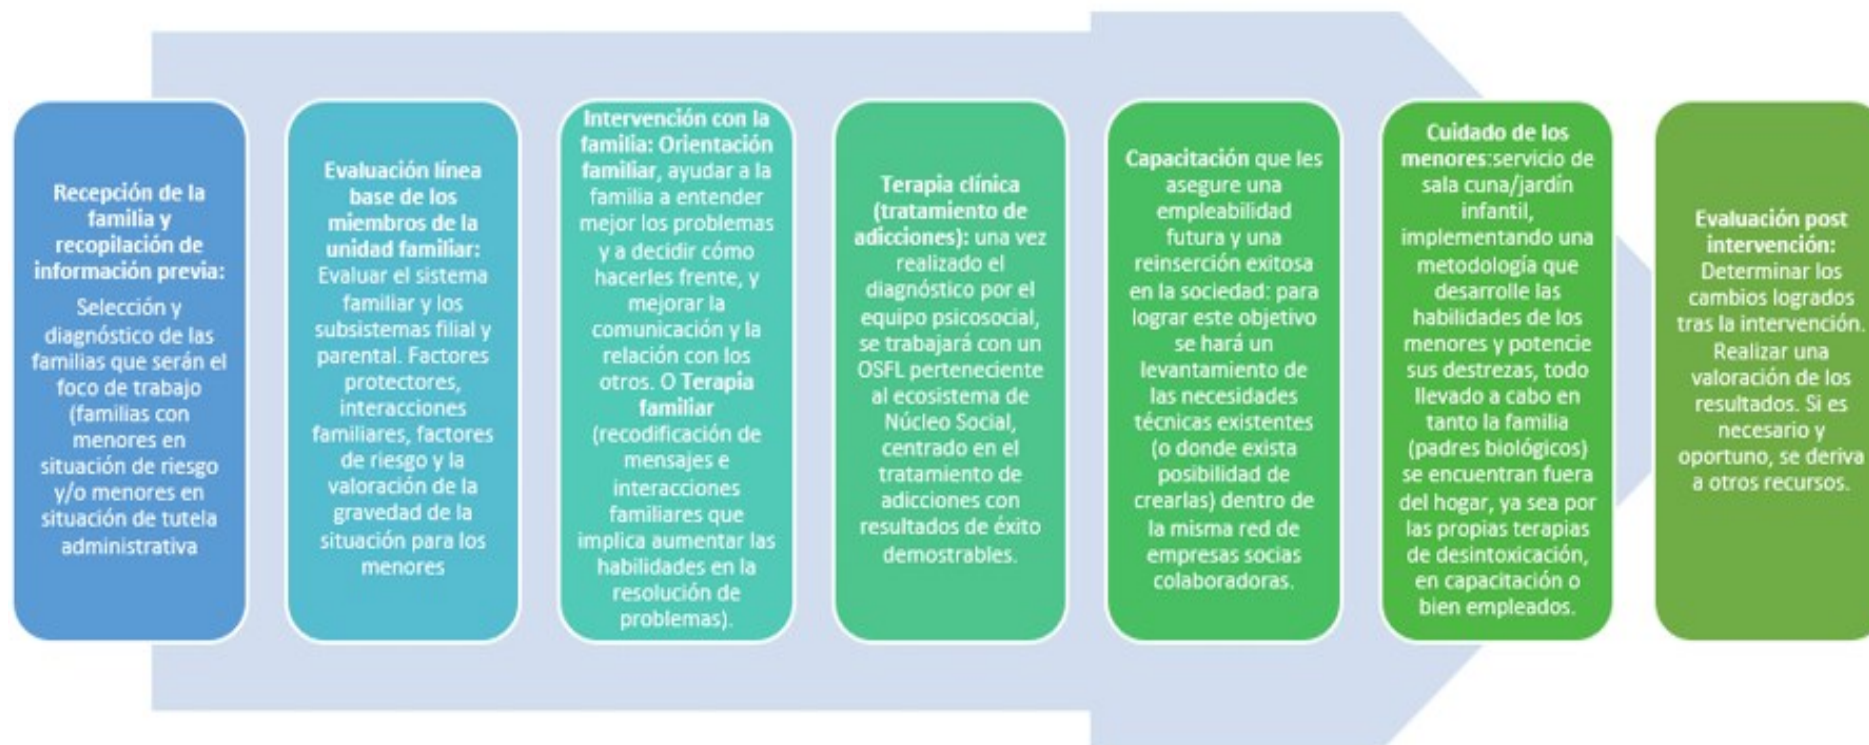 Recepción de la
familia y
recopilación de
información previa:
Selección y
diagnóstico de las
familias que serán el
foco de trabajo
(familias con
menores en
situación de riesgo
y/o menores en
situación de tutela
administrativa
Evaluación línea
base de los
miembros de la
unidad familiar:
Evaluar el sistema
familiar y los
subsistemas filial y
parental. Factores
protectores,
interacciones
familiares, factores
de riesgo y la
valoración de la
gravedad de la
situación para los
menores
Intervención con la
familia: Orientación
familiar, ayudar a la
familia a entender
mejor los problemas
y a decidir cómo
hacerles frente, y
mejorar la
comunicación y la
relación con los
otros. O Terapia
familiar
(recodificación de
mensajes e
interacciones
familiares que
implica aumentar las
habilidades en la
resolución de
problemas).
Terapia clínica
(tratamiento de
adicciones): una vez
realizado el
diagnóstico por el
equipo psicosocial,
se trabajará con un
OSFL perteneciente
al ecosistema de
Núcleo Social,
centrado en el
tratamiento de
adicciones con
resultados de éxito
demostrables.
Capacitación que les
asegure una
empleabilidad
futura y una
reinserción exitosa
en la sociedad: para
lograr este objetivo
se hará un
levantamiento de
las necesidades
técnicas existentes
(o donde exista
posibilidad de
crearlas) dentro de
la misma red de
empresas socias
colaboradoras.
Cuidado de los
menores:servicio de
sala cuna/jardín
infantil,
implementando una
metodología que
desarrolle las
habilidades de los
menores y potencie
sus destrezas, todo
llevado a cabo en
tanto la familia
(padres biológicos)
se encuentran fuera
del hogar, ya sea por
las propias terapias
de desintoxicación,
en capacitación o
bien empleados.
Evaluación post
intervención:
Determinar los
cambios logrados
tras la intervención.
Realizar una
valoración de los
resultados. Si es
necesario y
oportuno, se deriva
a otros recursos.